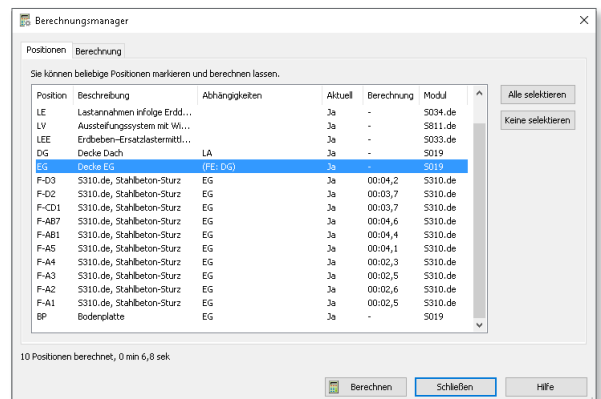 Berechnungsmanager
Positionen Berechnung
Sie können beliebige Positionen markieren und berechnen lassen.
Position Beschreibung Abhängigkeiten Aktuell Berechnung Modul
LE Lastannahmen infolge Erdd... Ja - S034.de
LV Aussteifungssystem mit Wi... Ja - S811.de
LEE Erdbeben–Ersatzlastermittl... Ja - S033.de
DG Decke Dach LA Ja - S019
EG Decke EG (FE: DG) Ja - S019
F-D3 S310.de, Stahlbeton-Sturz EG Ja 00:04,2 S310.de
F-D2 S310.de, Stahlbeton-Sturz EG Ja 00:03,7 S310.de
F-CD1 S310.de, Stahlbeton-Sturz EG Ja 00:03,7 S310.de
F-AB7 S310.de, Stahlbeton-Sturz EG Ja 00:04,6 S310.de
F-AB1 S310.de, Stahlbeton-Sturz EG Ja 00:04,4 S310.de
F-A5 S310.de, Stahlbeton-Sturz EG Ja 00:04,1 S310.de
F-A4 S310.de, Stahlbeton-Sturz EG Ja 00:02,3 S310.de
F-A3 S310.de, Stahlbeton-Sturz EG Ja 00:02,5 S310.de
F-A2 S310.de, Stahlbeton-Sturz EG Ja 00:02,6 S310.de
F-A1 S310.de, Stahlbeton-Sturz EG Ja 00:02,5 S310.de
BP Bodenplatte EG Ja - S019
Alle selektieren
Keine selektieren
10 Positionen berechnet, 0 min 6,8 sek
Berechnen Schließen Hilfe